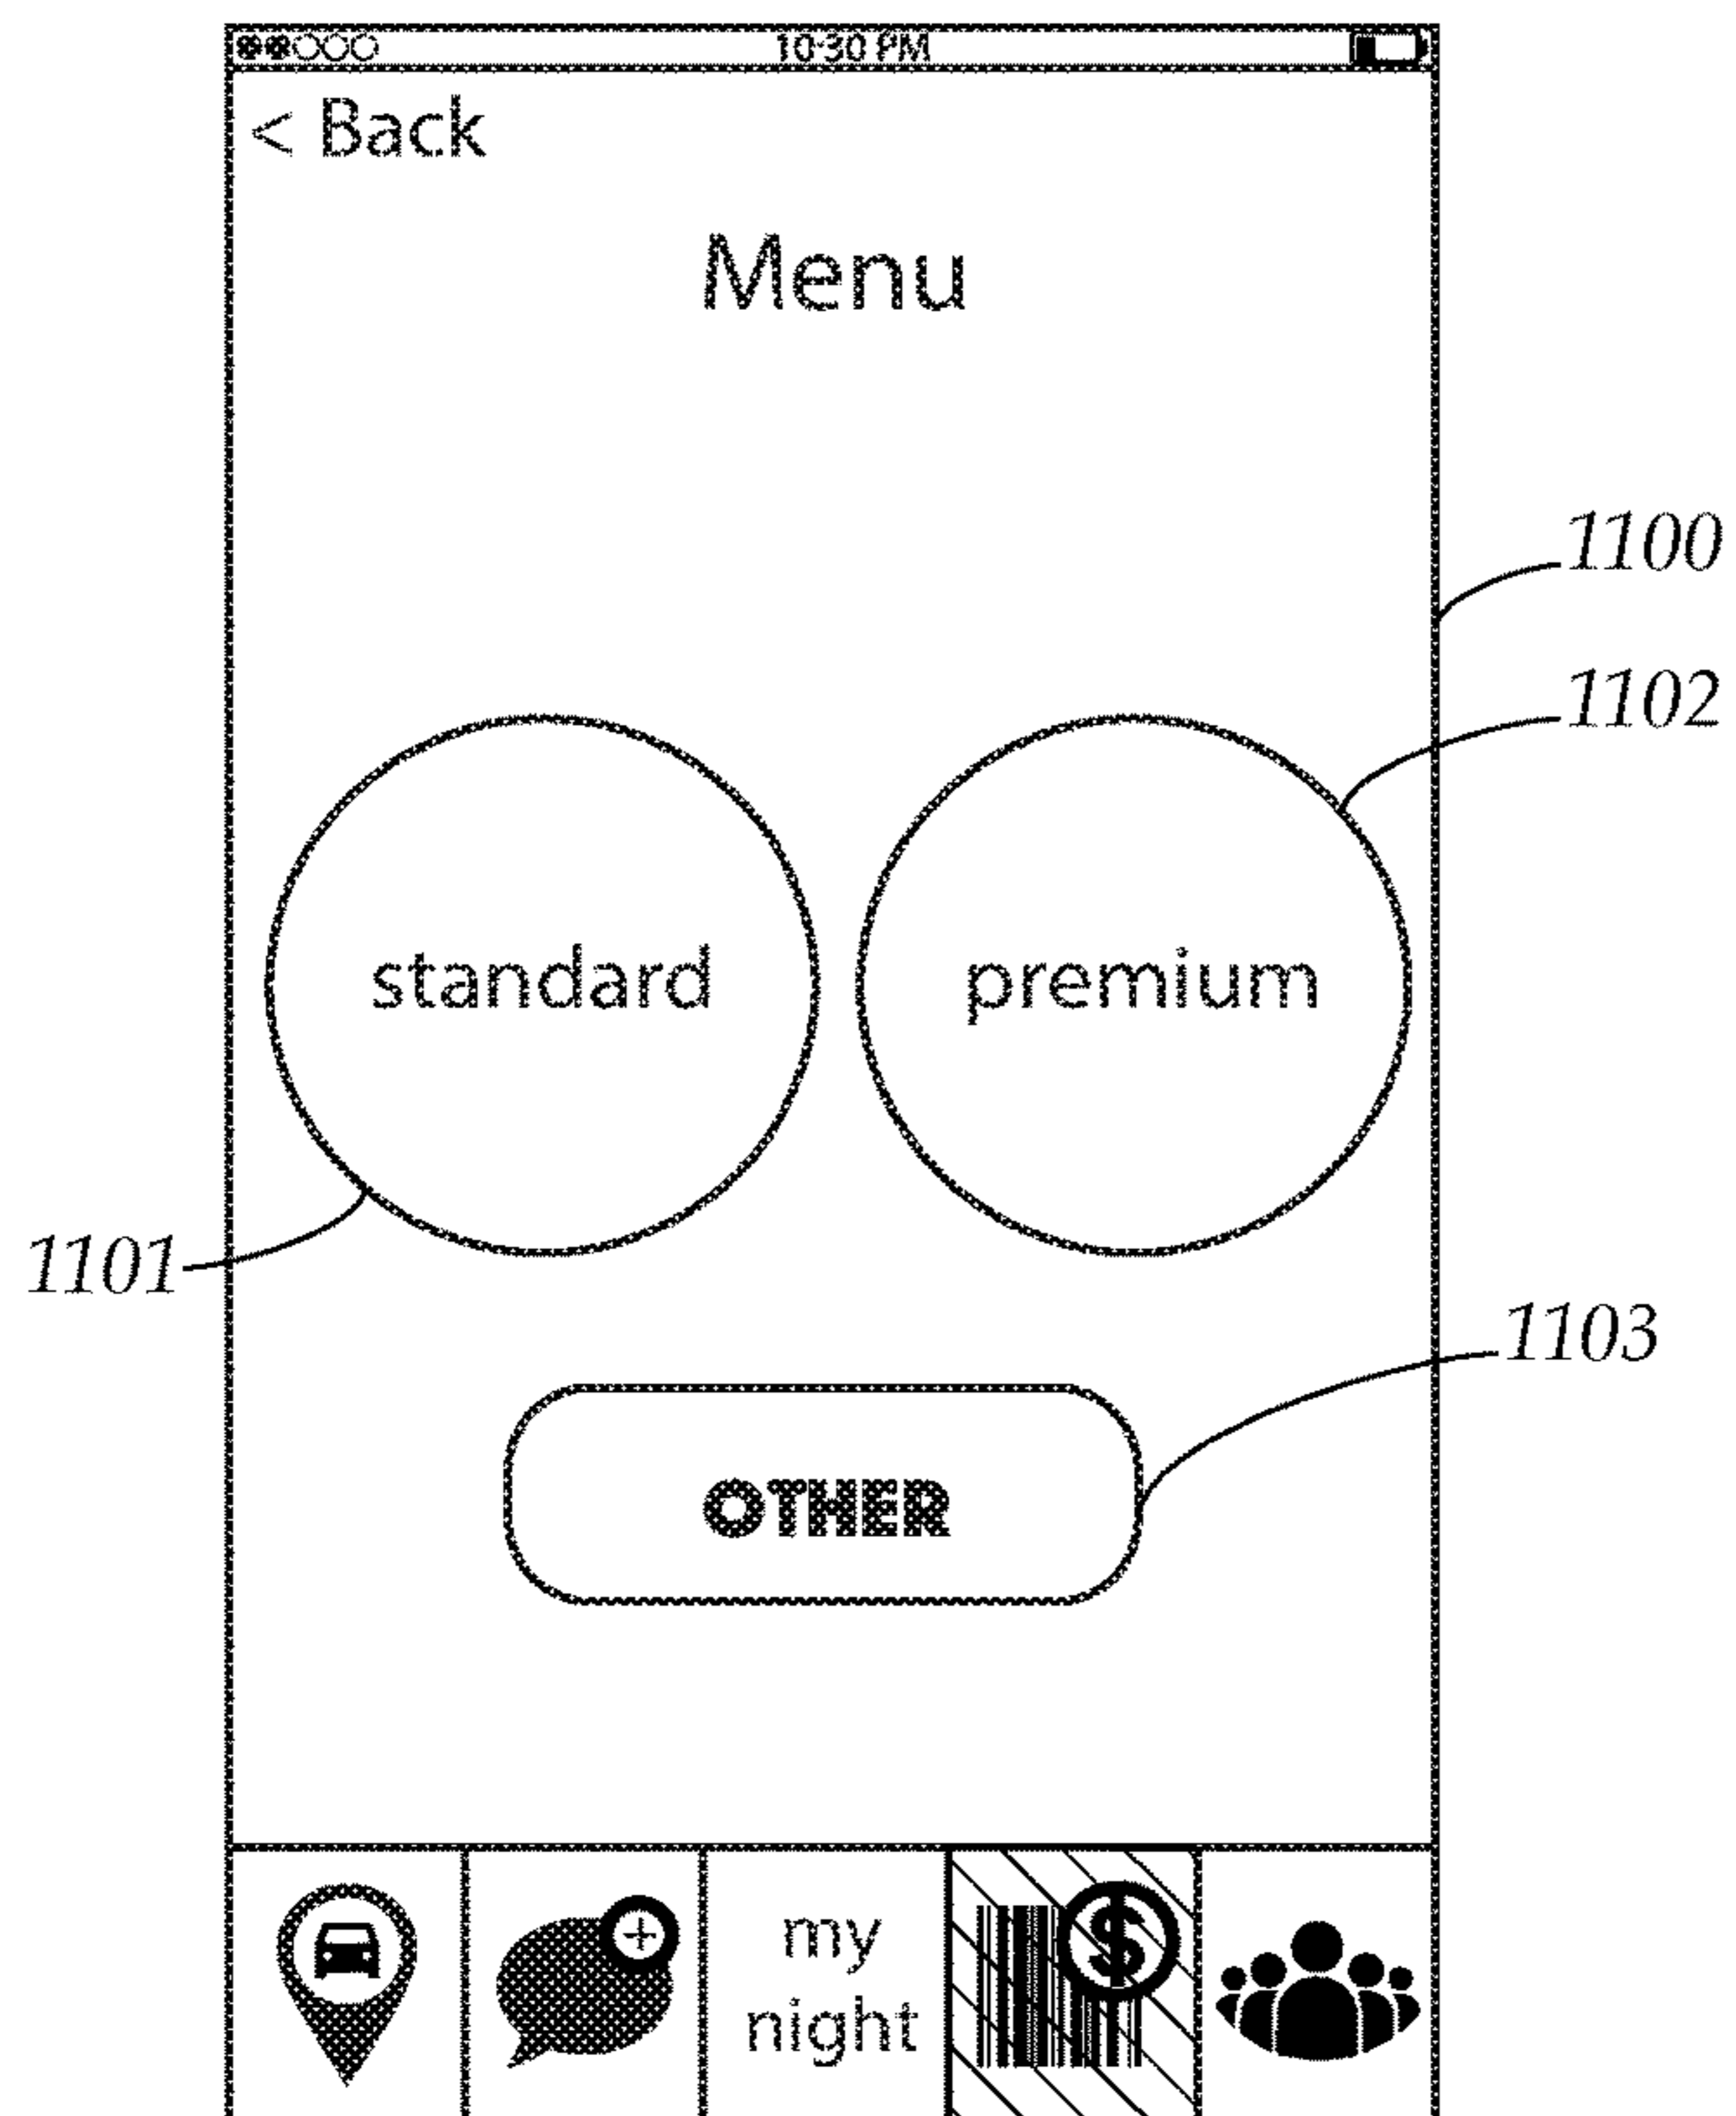 10:30 PM
< Back
Menu
1100
1102
standard premium
1101
1103
OTHER
my
night
$